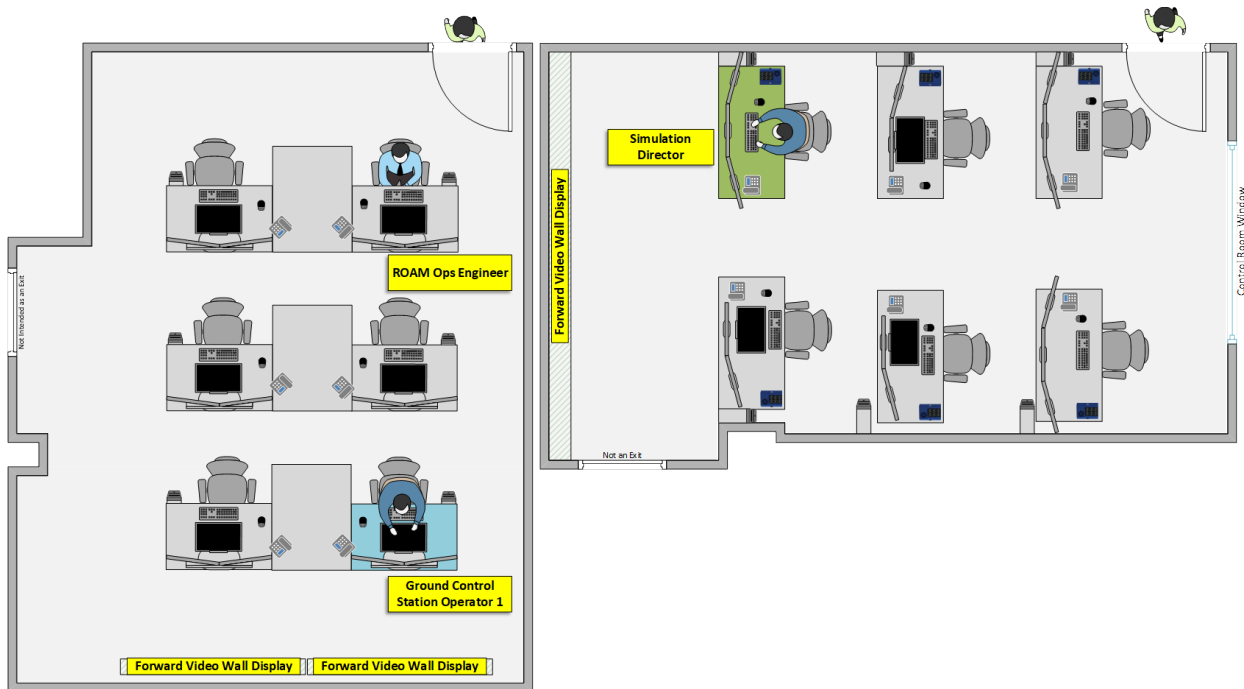 ROAM Ops Engineer
Not Intended as an Exit
Ground Control
Station Operator 1
Forward Video Wall Display
Forward Video Wall Display
Simulation
Director
Forward Video Wall Display
Not an Exit
Control Room Window